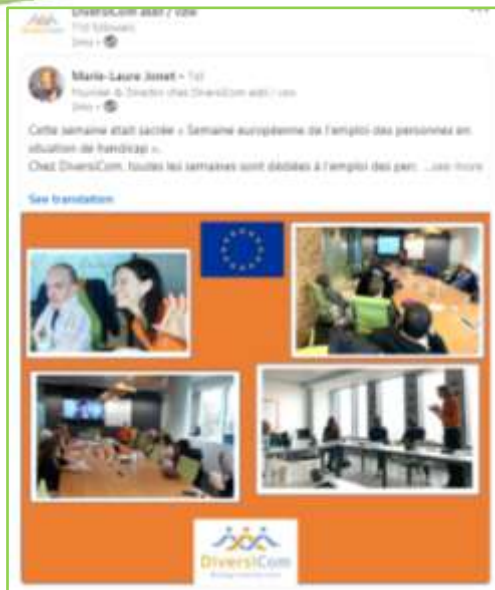 DiversiCom asbl / vzw
followers
Marie-Laure Jonet • 1st
Founder & Director chez DiversiCom asbl / vzw
Cette semaine était sacrée « Semaine européenne de l'emploi des personnes en
situation de handicap ».
Chez DiversiCom, toutes les semaines sont dédiées à l'emploi des per... ...see more
See translation
DiversiCom